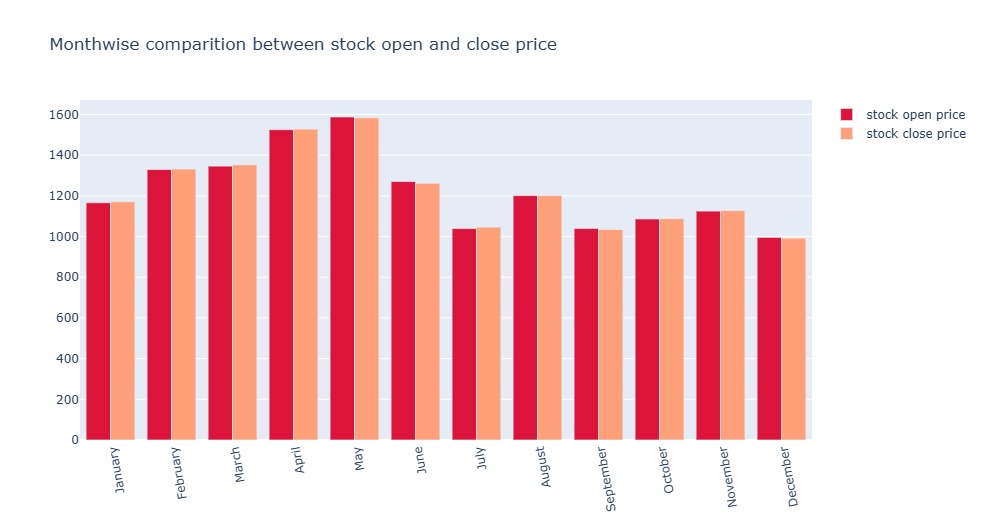 Monthwise comparition between stock open and close price
stock open price
stock close price
1600
1400
1200
1000
800
600
400
200
0
January
February
March
April
May
June
July
August
September
October
November
December